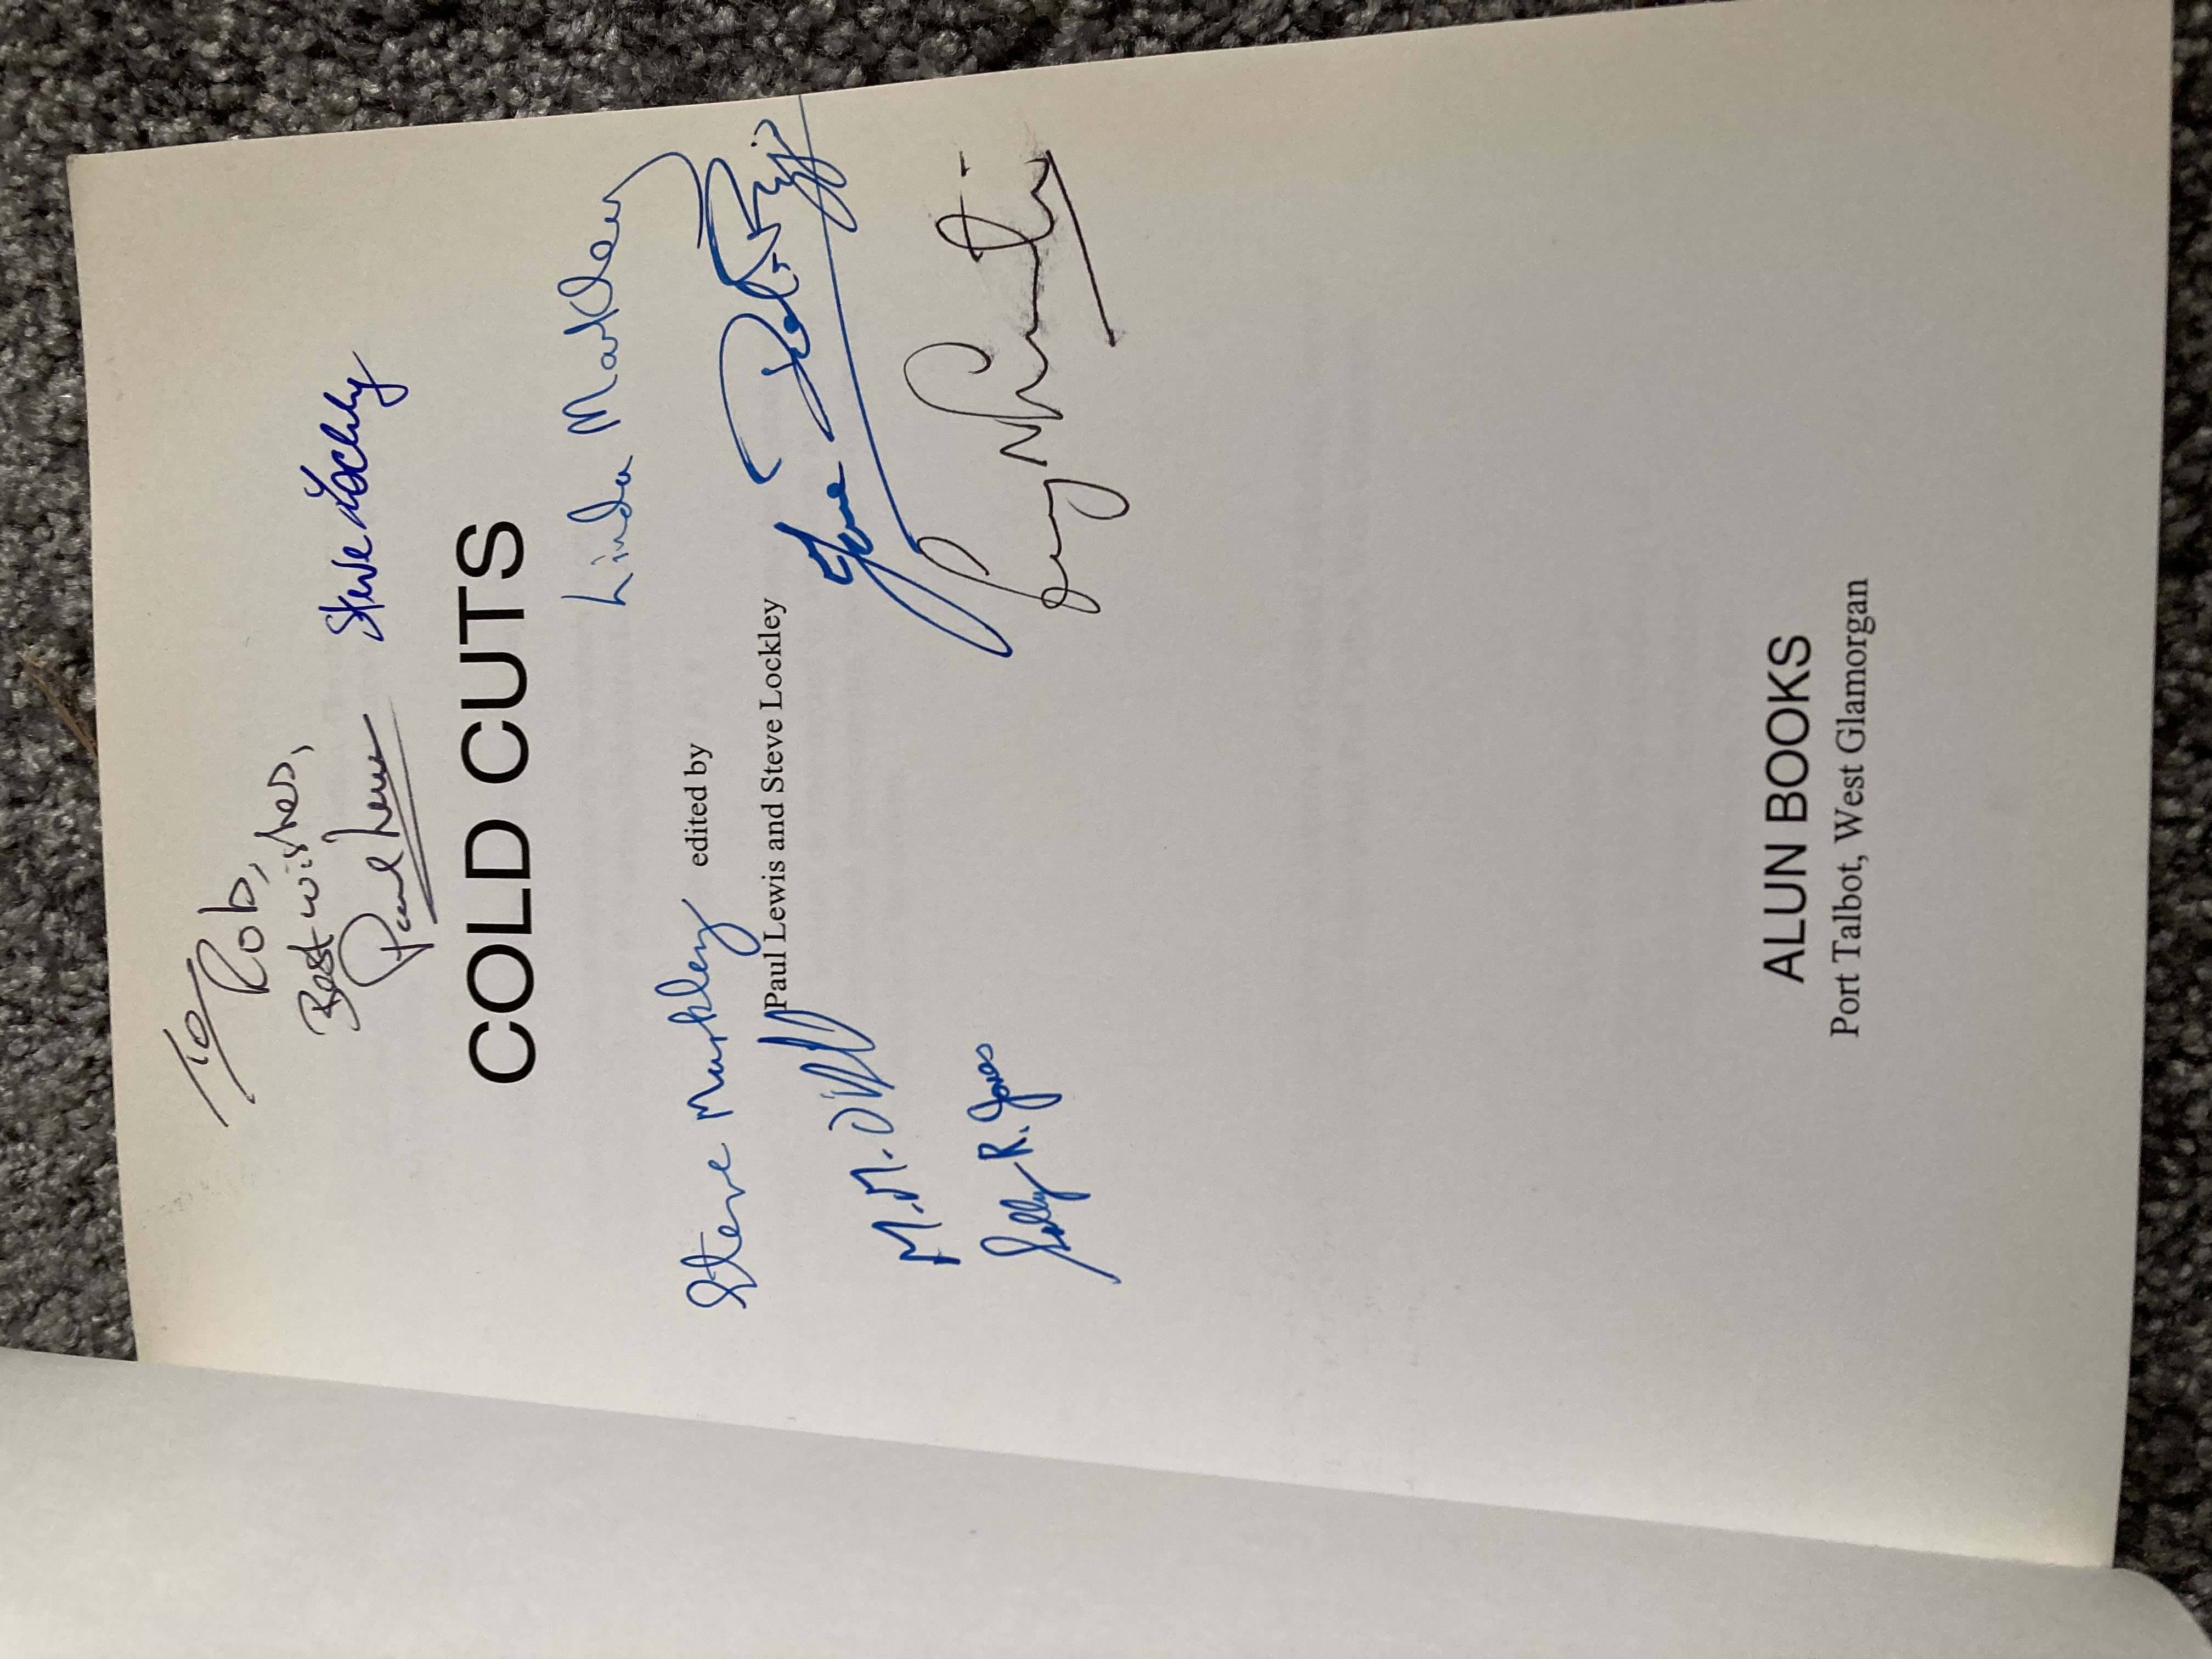 To Rob,
Best wishes,
Paul Lewis Steve Lockley
COLD CUTS
Linda Markley
Steve Markley
edited by
Paul Lewis and Steve Lockley
M.M.
Sally R. Jones
ALUN BOOKS
Port Talbot, West Glamorgan